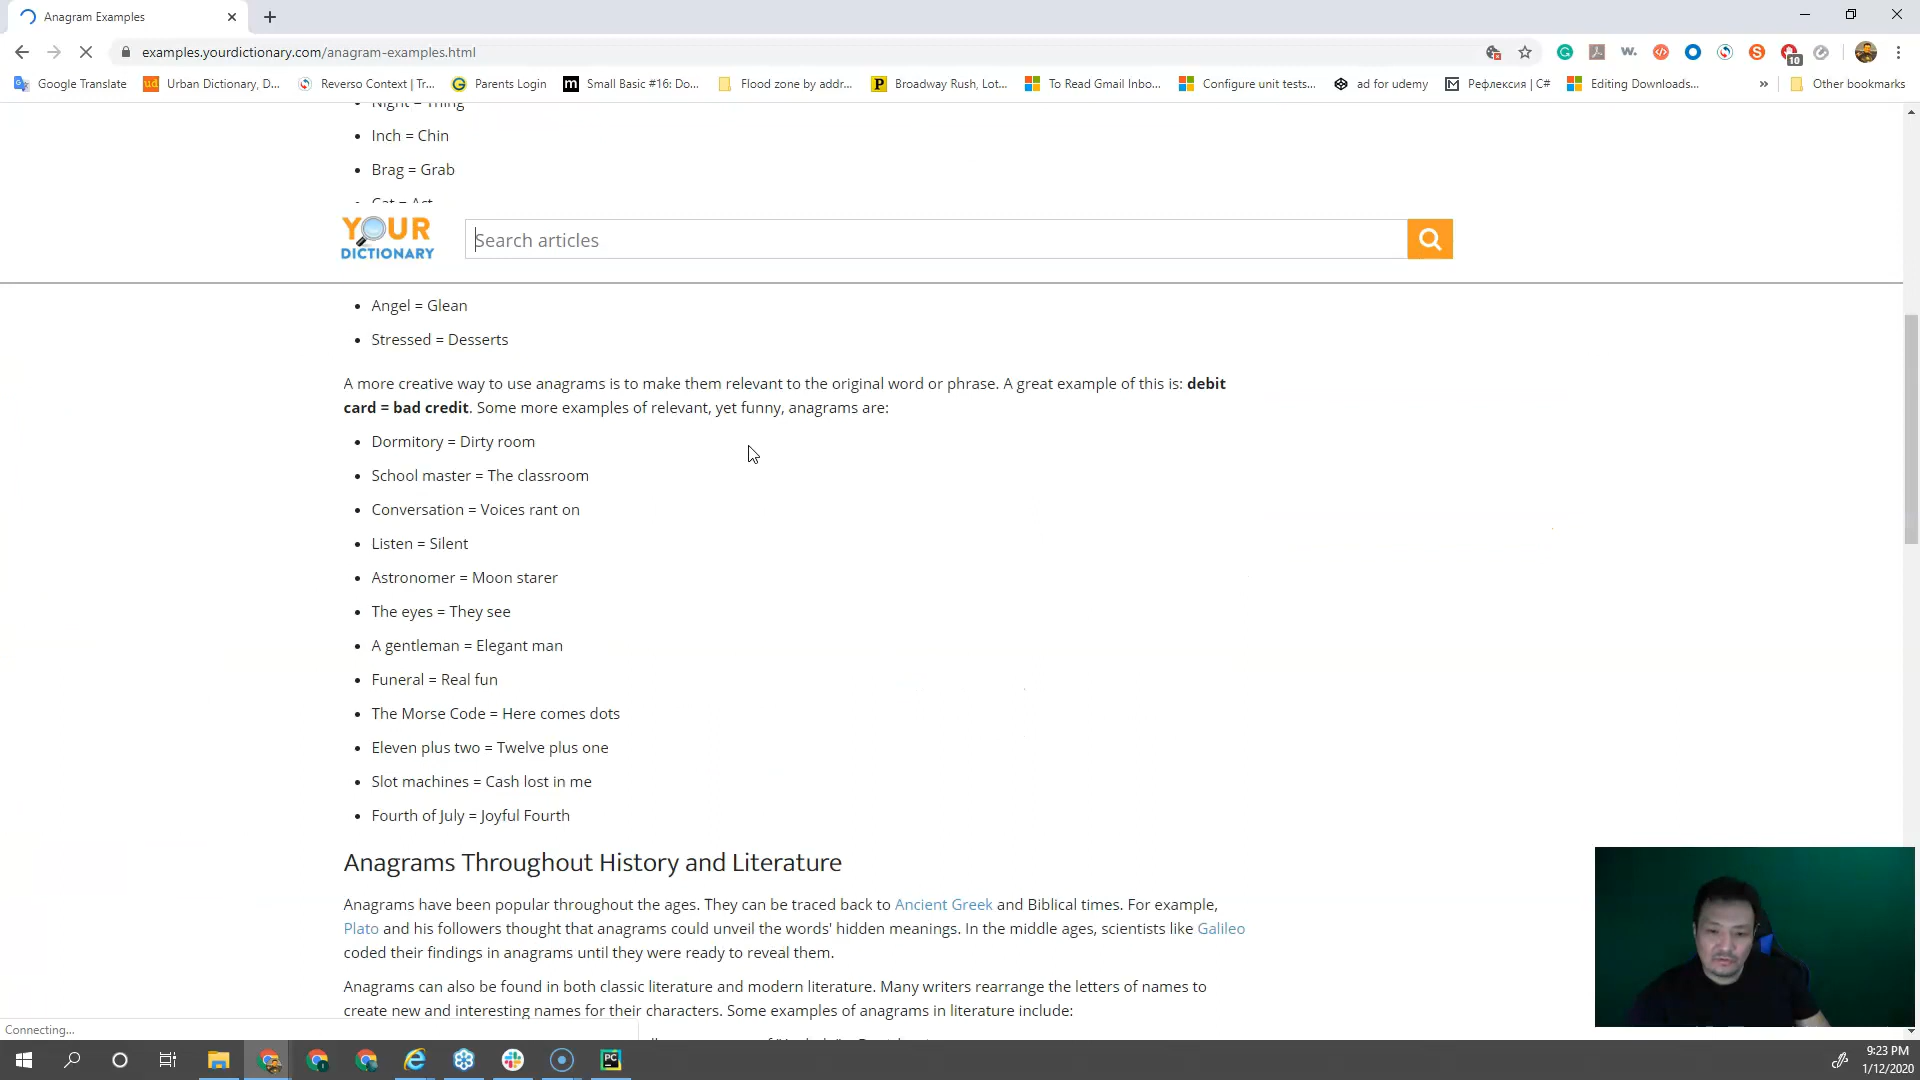 Anagram Examples
examples.yourdictionary.com/anagram-examples.html
10
Google Translate
Urban Dictionary, D...
Reverso Context | Tr...
Parents Login
Small Basic #16: Do...
Flood zone by addr...
Broadway Rush, Lot...
To Read Gmail Inbo...
Configure unit tests...
ad for udemy
Рефлексия | C#
Editing Downloads...
»
Other bookmarks
Night = Thing
• Inch = Chin
• Brag = Grab
Cat = Act
YOUR
DICTIONARY
Search articles
• Angel = Glean
• Stressed = Desserts
A more creative way to use anagrams is to make them relevant to the original word or phrase. A great example of this is: debit
card = bad credit. Some more examples of relevant, yet funny, anagrams are:
• Dormitory = Dirty room
• School master = The classroom
• Conversation = Voices rant on
• Listen = Silent
• Astronomer = Moon starer
• The eyes = They see
• A gentleman = Elegant man
• Funeral = Real fun
• The Morse Code = Here comes dots
• Eleven plus two = Twelve plus one
• Slot machines = Cash lost in me
• Fourth of July = Joyful Fourth
Anagrams Throughout History and Literature
Anagrams have been popular throughout the ages. They can be traced back to Ancient Greek and Biblical times. For example,
Plato and his followers thought that anagrams could unveil the words' hidden meanings. In the middle ages, scientists like Galileo
coded their findings in anagrams until they were ready to reveal them.
Anagrams can also be found in both classic literature and modern literature. Many writers rearrange the letters of names to
create new and interesting names for their characters. Some examples of anagrams in literature include:
Connecting...
9:23 PM
1/12/2020